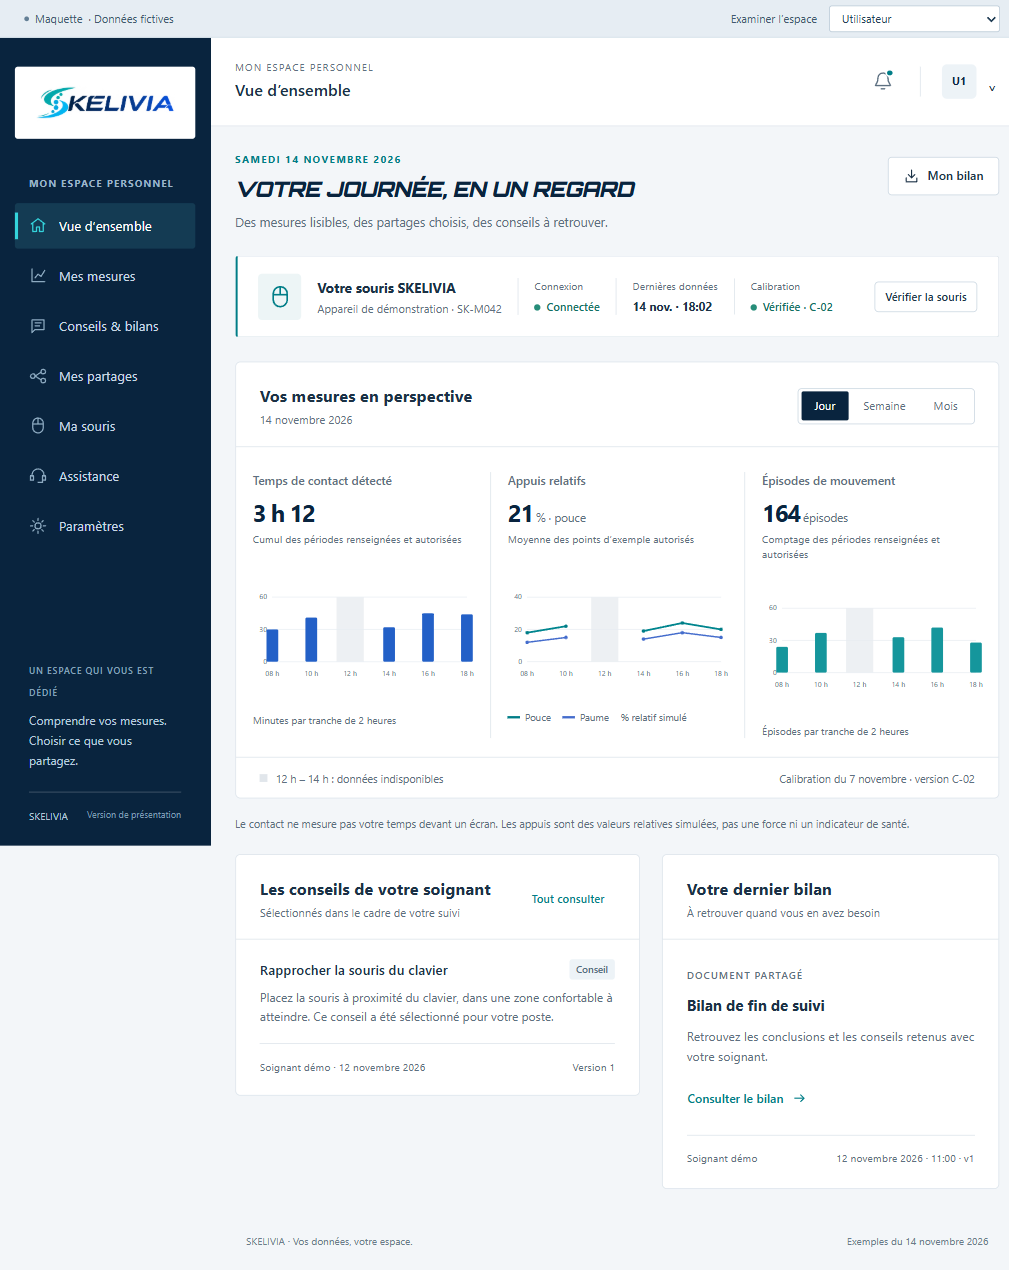 Maquette · Données fictives
Examiner l'espace
Utilisateur
SKELIVIA
MON ESPACE PERSONNEL
Vue d'ensemble
Mes mesures
Conseils & bilans
Mes partages
Ma souris
Assistance
Paramètres
UN ESPACE QUI VOUS EST
DÉDIÉ
Comprendre vos mesures.
Choisir ce que vous
partagez.
SKELIVIA
Version de présentation
MON ESPACE PERSONNEL
Vue d'ensemble
U1
SAMEDI 14 NOVEMBRE 2026
VOTRE JOURNÉE, EN UN REGARD
Des mesures lisibles, des partages choisis, des conseils à retrouver.
Mon bilan
Votre souris SKELIVIA
Appareil de démonstration · SK-M042
Connexion
Connectée
Dernières données
14 nov. · 18:02
Calibration
Vérifiée · C-02
Vérifier la souris
Vos mesures en perspective
14 novembre 2026
Jour
Semaine
Mois
Temps de contact détecté
3 h 12
Cumul des périodes renseignées et autorisées
60
30
0
08 h 10 h 12 h 14 h 16 h 18 h
Minutes par tranche de 2 heures
Appuis relatifs
21 % · pouce
Moyenne des points d'exemple autorisés
40
20
0
08 h 10 h 12 h 14 h 16 h 18 h
Pouce Paume % relatif simulé
Épisodes de mouvement
164 épisodes
Comptage des périodes renseignées et
autorisées
60
30
0
08 h 10 h 12 h 14 h 16 h 18 h
Épisodes par tranche de 2 heures
12 h – 14 h : données indisponibles
Calibration du 7 novembre · version C-02
Le contact ne mesure pas votre temps devant un écran. Les appuis sont des valeurs relatives simulées, pas une force ni un indicateur de santé.
Les conseils de votre soignant
Sélectionnés dans le cadre de votre suivi
Tout consulter
Rapprocher la souris du clavier
Conseil
Placez la souris à proximité du clavier, dans une zone confortable à
atteindre. Ce conseil a été sélectionné pour votre poste.
Soignant démo · 12 novembre 2026
Version 1
Votre dernier bilan
À retrouver quand vous en avez besoin
DOCUMENT PARTAGÉ
Bilan de fin de suivi
Retrouvez les conclusions et les conseils retenus avec
votre soignant.
Consulter le bilan →
Soignant démo
12 novembre 2026 · 11:00 · v1
SKELIVIA · Vos données, votre espace.
Exemples du 14 novembre 2026